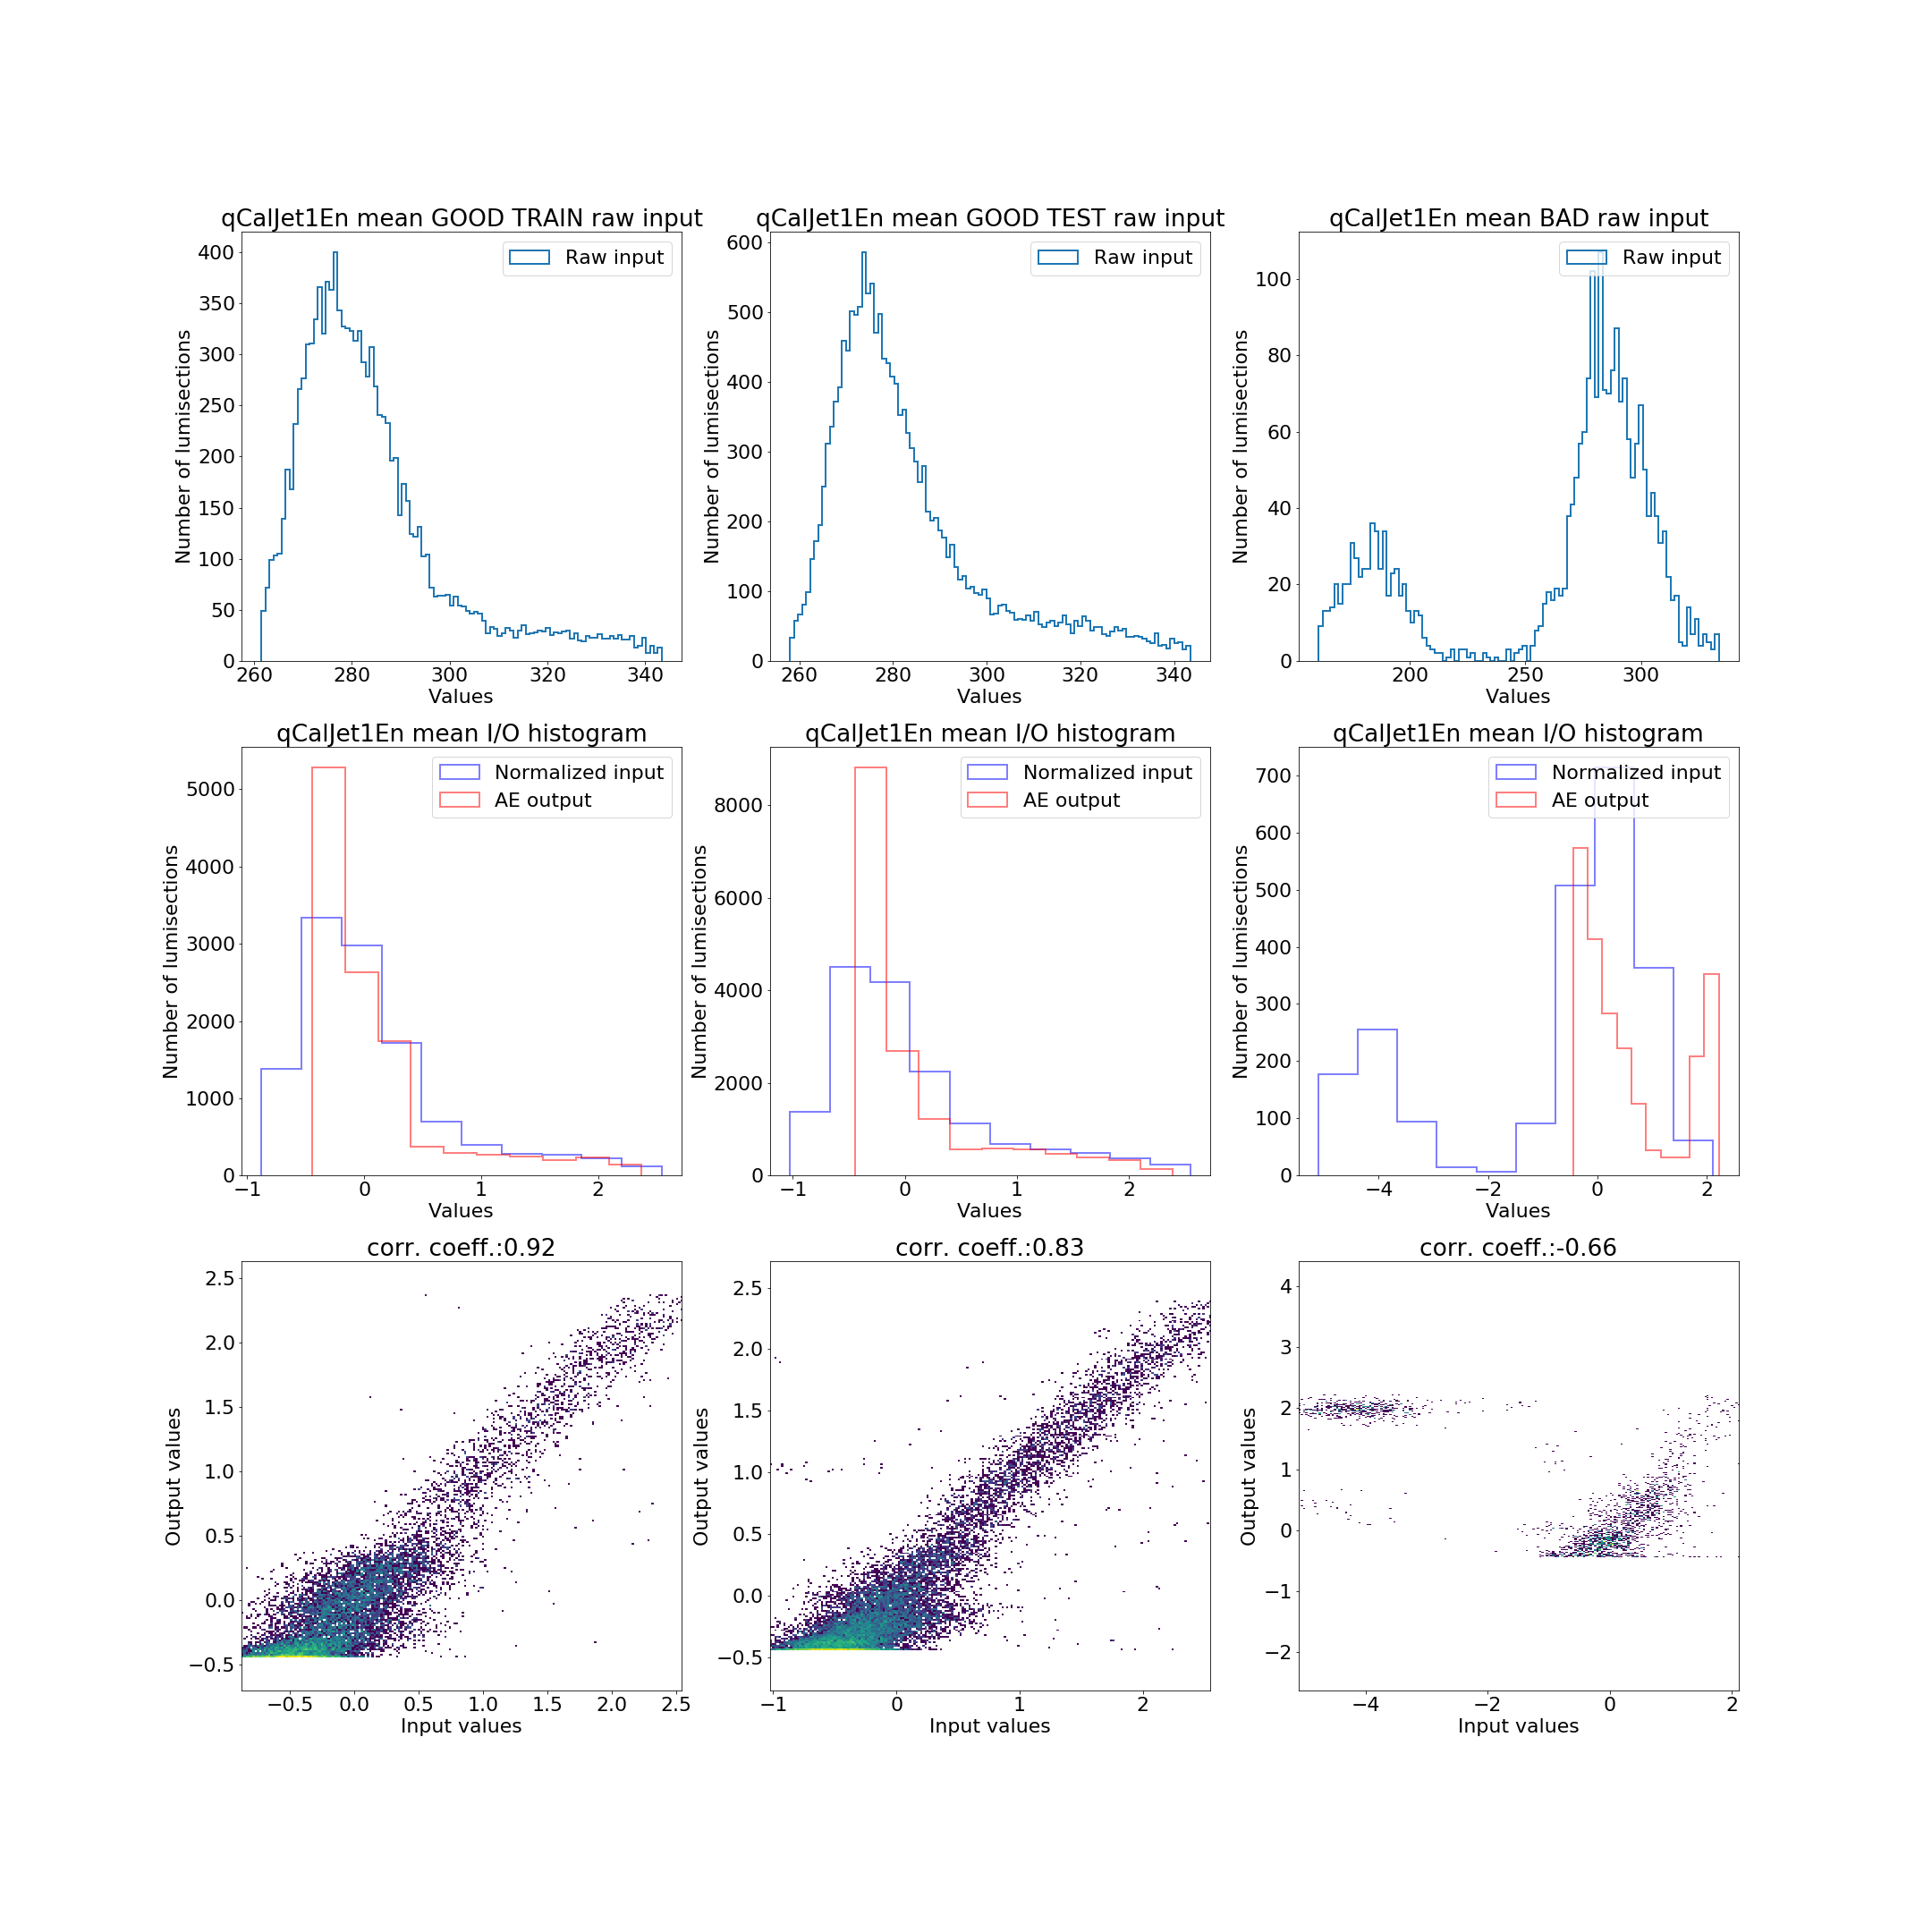 qCalJet1En mean GOOD TRAIN raw input
qCalJet1En mean GOOD TEST raw input
qCalJet1En mean BAD raw input
Raw input
Raw input
Raw input
Number of lumisections
400
350
300
250
200
150
100
50
0
260 280 300 320 340
Values
Number of lumisections
600
500
400
300
200
100
0
260 280 300 320 340
Values
Number of lumisections
100
80
60
40
20
0
200 250 300
Values
qCalJet1En mean I/O histogram
qCalJet1En mean I/O histogram
qCalJet1En mean I/O histogram
Normalized input
AE output
Normalized input
AE output
Normalized input
AE output
Number of lumisections
5000
4000
3000
2000
1000
0
−1 0 1 2
Values
Number of lumisections
8000
6000
4000
2000
0
−1 0 1 2
Values
Number of lumisections
700
600
500
400
300
200
100
0
−4 −2 0 2
Values
corr. coeff.:0.92
corr. coeff.:0.83
corr. coeff.:-0.66
Output values
2.5
2.0
1.5
1.0
0.5
0.0
−0.5
−0.5 0.0 0.5 1.0 1.5 2.0 2.5
Input values
Output values
2.5
2.0
1.5
1.0
0.5
0.0
−0.5
−1 0 1 2
Input values
Output values
4
3
2
1
0
−1
−2
−4 −2 0 2
Input values